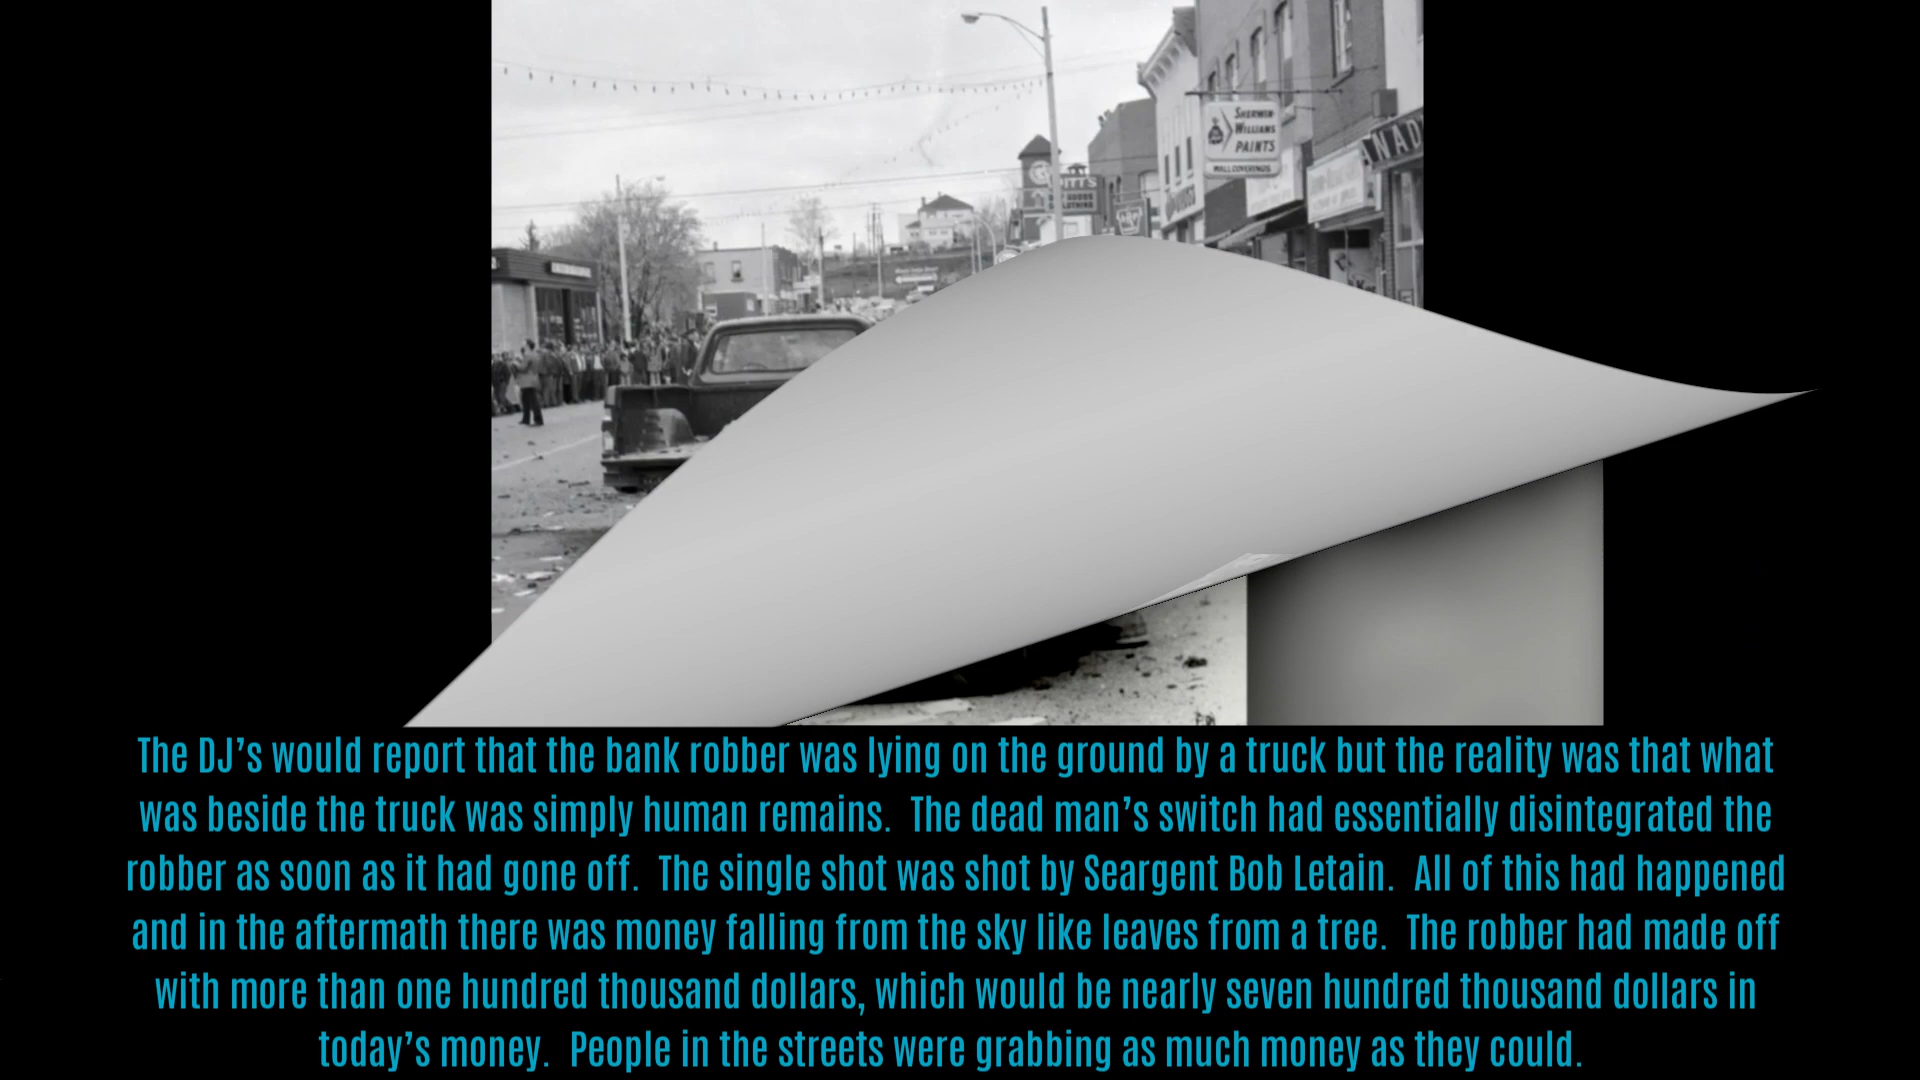 SHERWIN-
WILLIAMS
PAINTS
WALLCOVERINGS
The DJ’s would report that the bank robber was lying on the ground by a truck but the reality was that what
was beside the truck was simply human remains.  The dead man’s switch had essentially disintegrated the
robber as soon as it had gone off.  The single shot was shot by Seargent Bob Letain.  All of this had happened
and in the aftermath there was money falling from the sky like leaves from a tree.  The robber had made off
with more than one hundred thousand dollars, which would be nearly seven hundred thousand dollars in
today’s money.  People in the streets were grabbing as much money as they could.